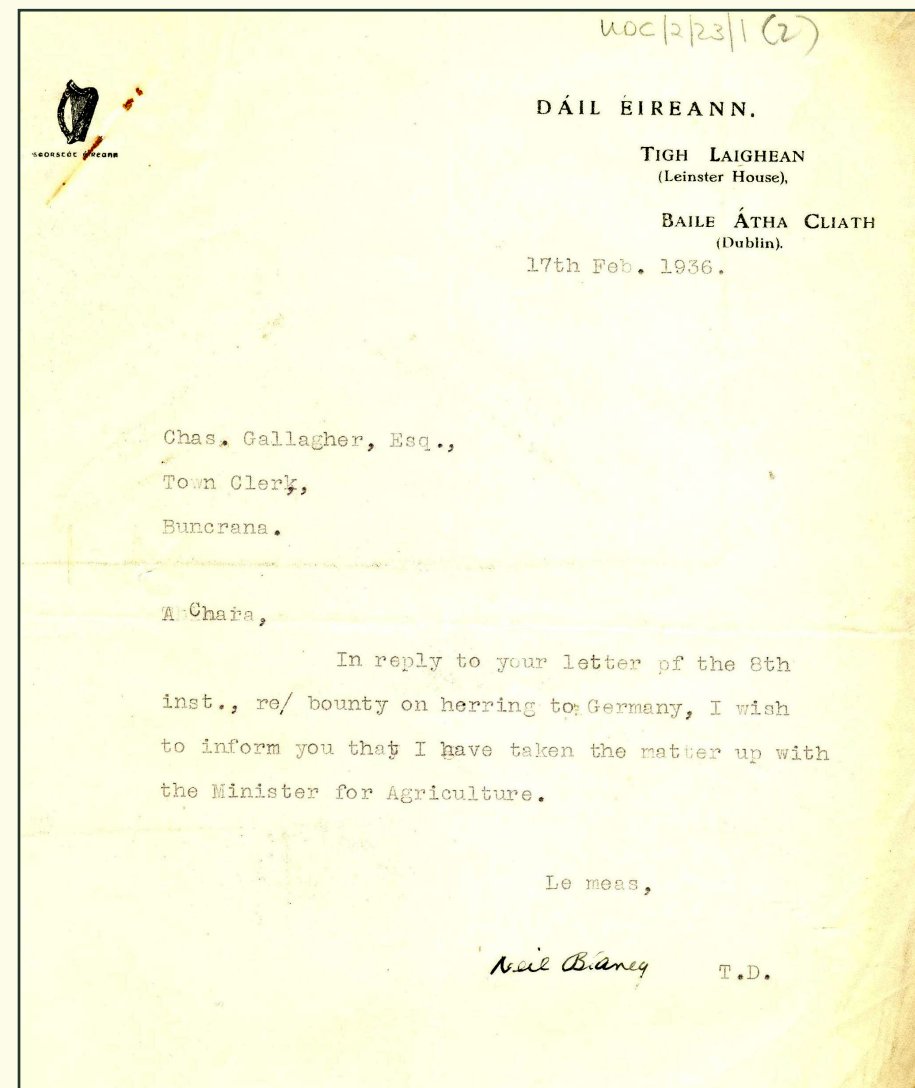 UDC/2/23/1 (2)
SAORSTÁT ÉIREANN
DÁIL ÉIREANN.
TIGH LAIGHEAN
(Leinster House),
BAILE ÁTHA CLIATH
(Dublin).
17th Feb. 1936.
Chas. Gallagher, Esq.,
Town Clerk,
Buncrana.
A Chara,
In reply to your letter of the 8th
inst., re/ bounty on herring to Germany, I wish
to inform you that I have taken the matter up with
the Minister for Agriculture.
Le meas,
Neil Blaney T.D.